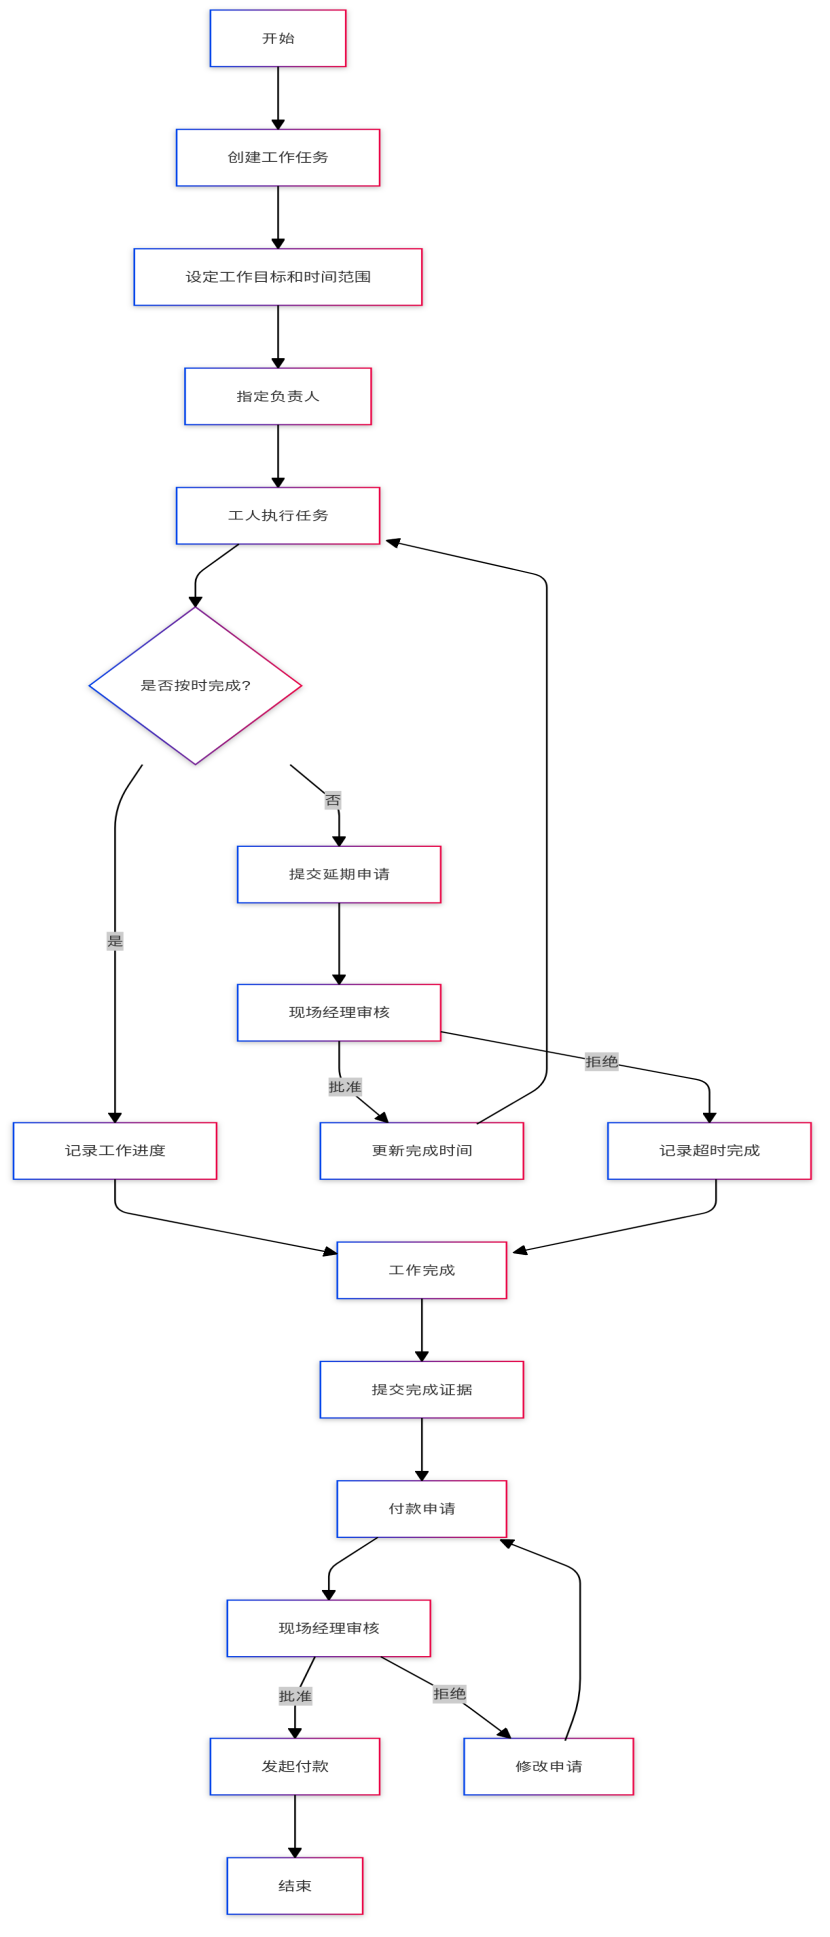 开始
创建工作任务
设定工作目标和时间范围
指定负责人
工人执行任务
是否按时完成?
否
提交延期申请
是
现场经理审核
拒绝
批准
记录工作进度
更新完成时间
记录超时完成
工作完成
提交完成证据
付款申请
现场经理审核
批准
拒绝
发起付款
修改申请
结束